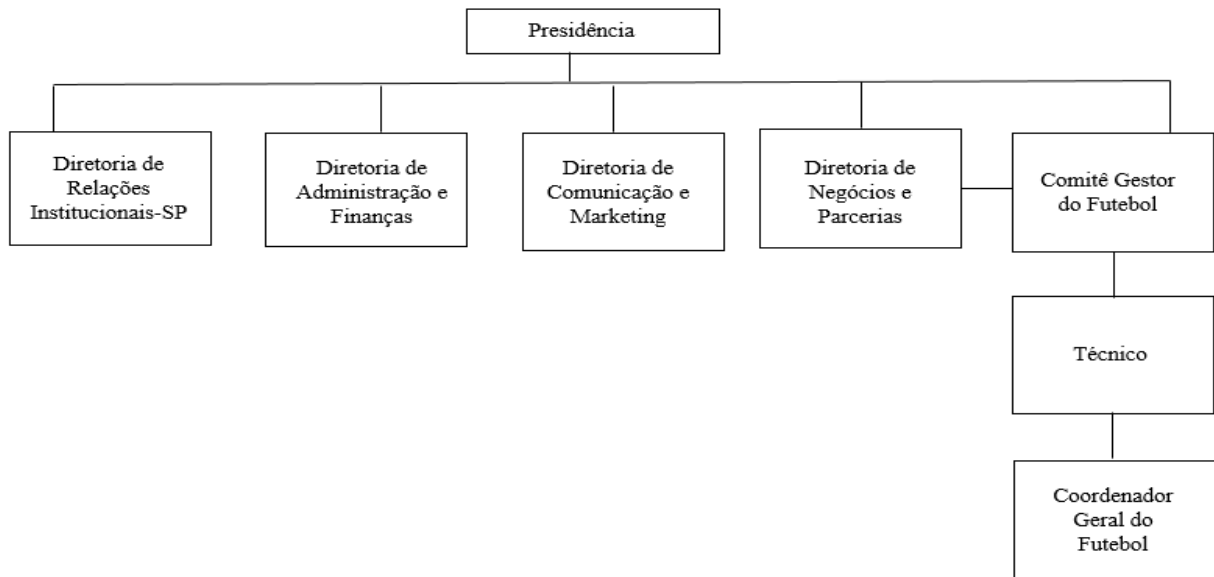 Presidência
Diretoria de
Relações
Institucionais-SP
Diretoria de
Administração e
Finanças
Diretoria de
Comunicação e
Marketing
Diretoria de
Negócios e
Parcerias
Comitê Gestor
do Futebol
Técnico
Coordenador
Geral do
Futebol